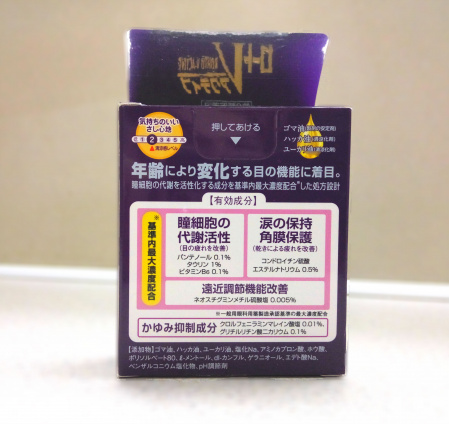 気持ちのいい
さし心地
押してあける
ゴマ油
ハッカ油
ユーカリ油
年齢により変化する目の機能に着目。
瞳細胞の代謝を活性化する成分を基準内最大濃度配合※した処方設計
【有効成分】
※基準内最大濃度配合
瞳細胞の
代謝活性
(目の疲れを改善)
パンテノール 0.1%
タウリン 1%
ビタミンB6 0.1%
涙の保持
角膜保護
(乾きによる疲れを改善)
コンドロイチン硫酸
エステルナトリウム 0.5%
遠近調節機能改善
ネオスチグミンメチル硫酸塩 0.005%
※一般用眼科用薬製造承認基準の最大濃度配合
かゆみ抑制成分
クロルフェニラミンマレイン酸塩 0.01%、
グリチルリチン酸二カリウム 0.1%
【添加物】ゴマ油、ハッカ油、ユーカリ油、塩化Na、アミノカプロン酸、ホウ酸、
ポリソルベート80、ℓ-メントール、dl-カンフル、ゲラニオール、エデト酸Na、
ベンザルコニウム塩化物、pH調節剤